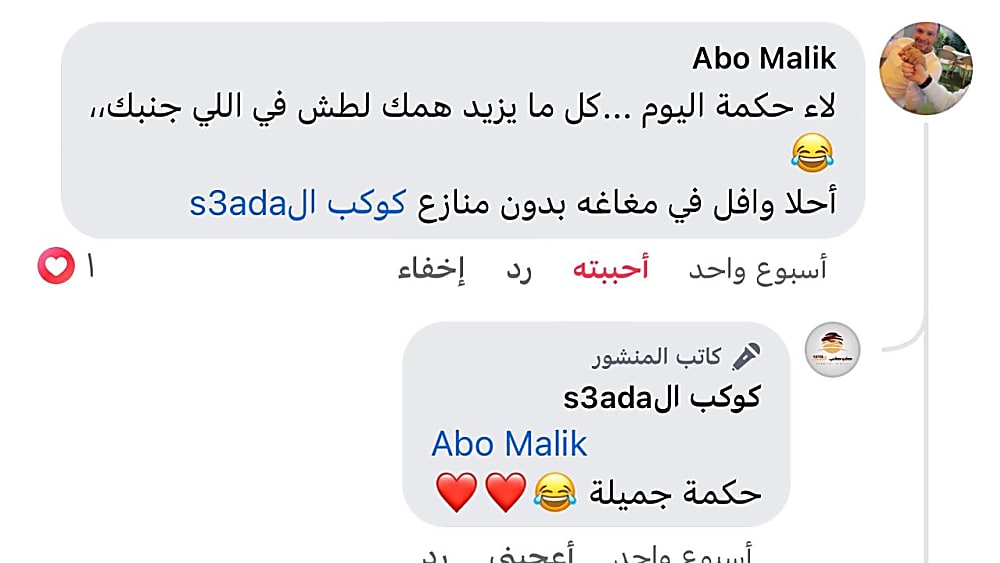 Abo Malik
لاء حكمة اليوم ...كل ما يزيد همك لطش في اللي جنبك،،
😂
أحلا وافل في مغاغه بدون منازع كوكب الs3ada
أسبوع واحد أحببته رد إخفاء ١
كاتب المنشور
كوكب الs3ada
Abo Malik
حكمة جميلة 😂❤️❤️
أسبوع واحد أعجبني رد